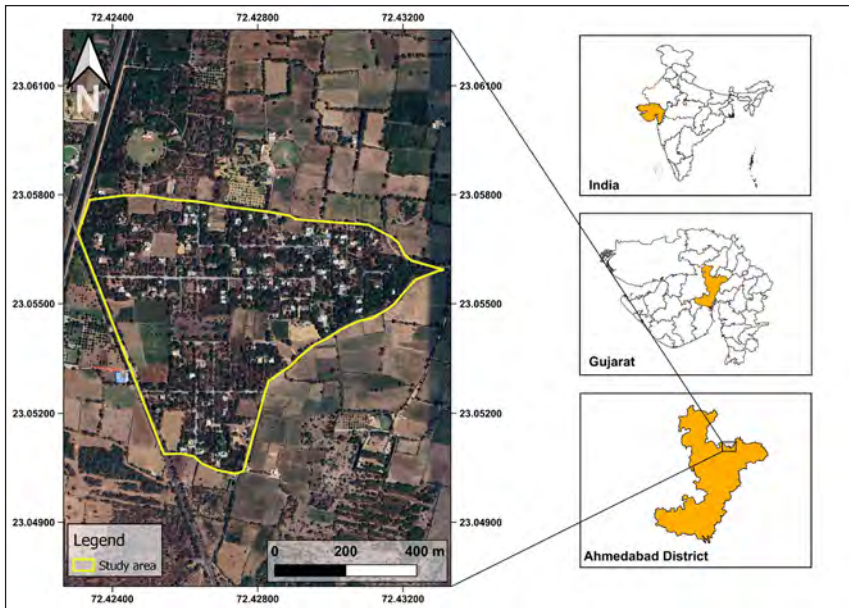 72.42400 72.42800 72.43200
N
23.06100 23.06100
23.05800 23.05800
23.05500 23.05500
23.05200 23.05200
23.04900 23.04900
Legend
Study area
0 200 400 m
72.42400 72.42800 72.43200
India
Gujarat
Ahmedabad District